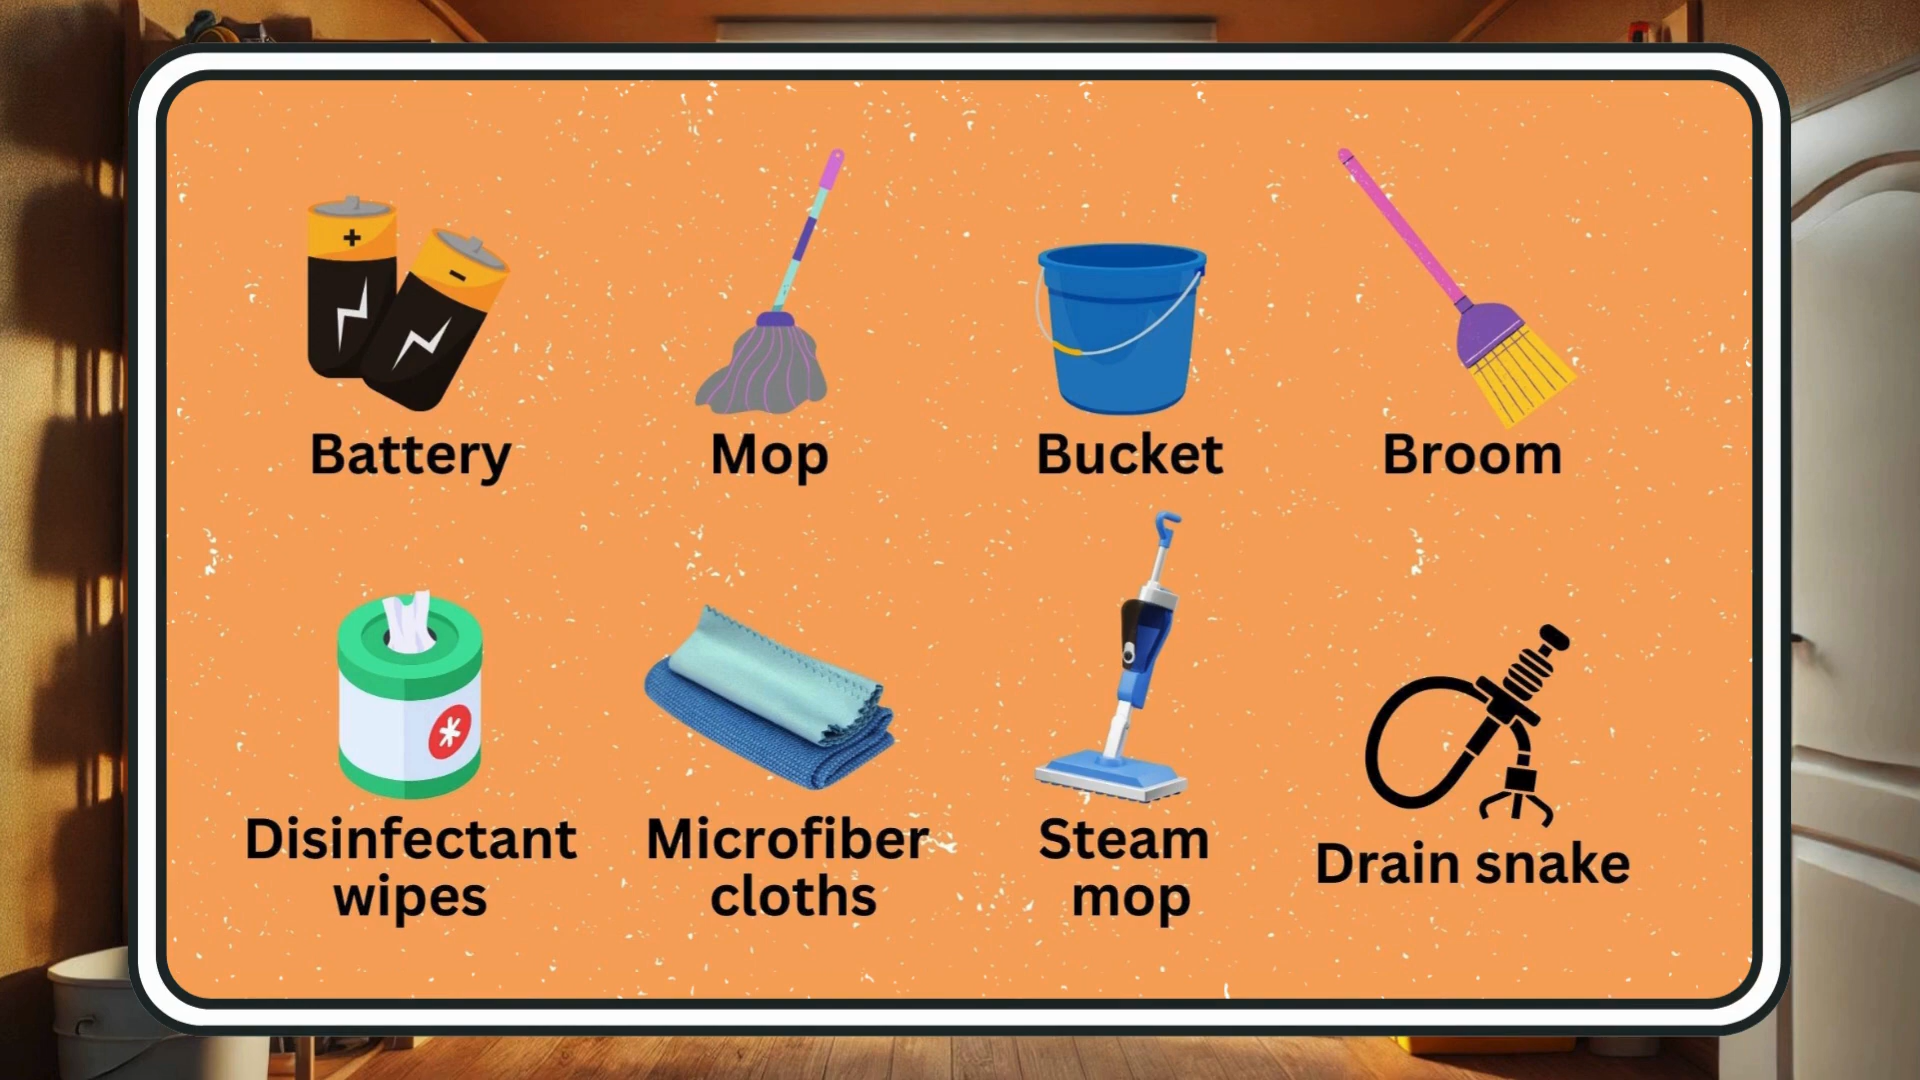 Battery
Mop
Bucket
Broom
Disinfectant
wipes
Microfiber
cloths
Steam
mop
Drain snake